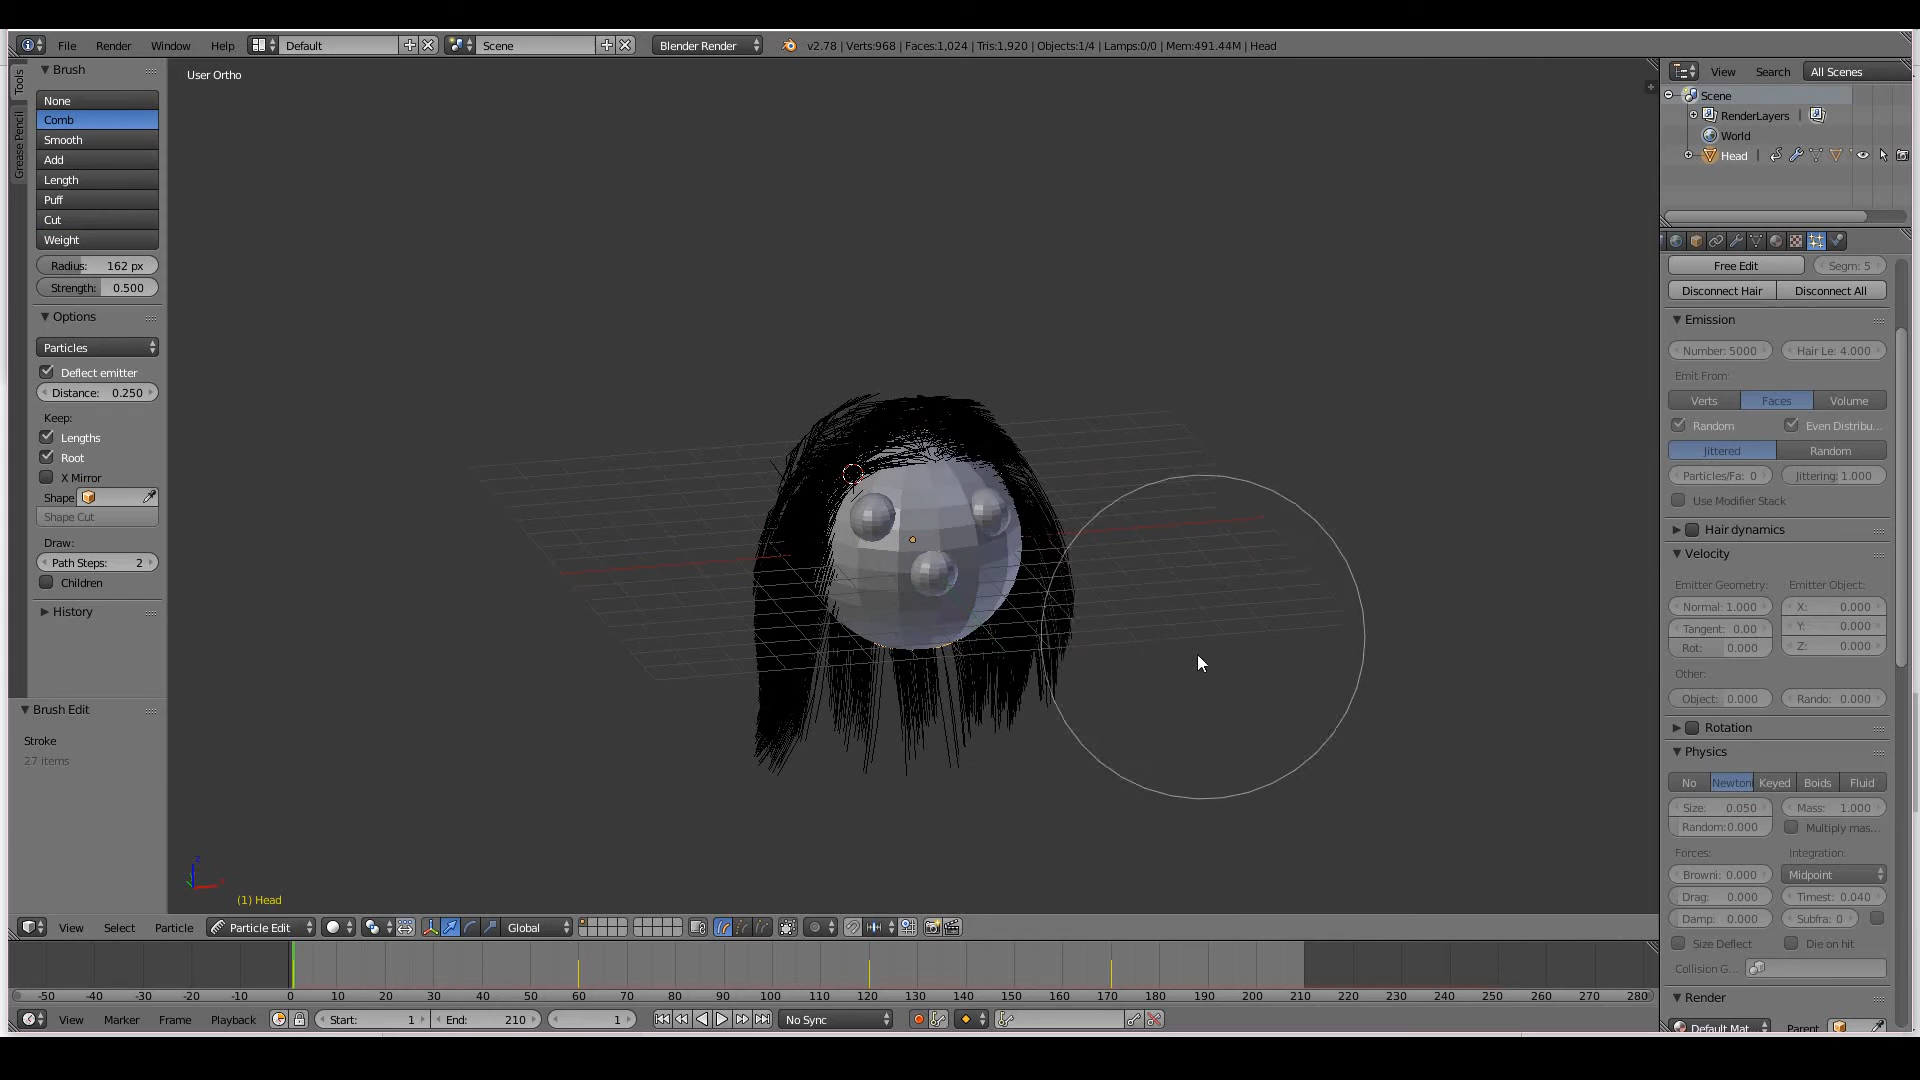 File Render Window Help Default Scene Blender Render v2.78 | Verts:968 | Faces:1,024 | Tris:1,920 | Objects:1/4 | Lamps:0/0 | Mem:491.44M | Head
Tools
Grease Pencil
Brush
None
Comb
Smooth
Add
Length
Puff
Cut
Weight
Radius: 162 px
Strength: 0.500
Options
Particles
Deflect emitter
Distance: 0.250
Keep:
Lengths
Root
X Mirror
Shape
Shape Cut
Draw:
Path Steps: 2
Children
History
Brush Edit
Stroke
27 items
User Ortho
z
(1) Head
View Select Particle Particle Edit Global
-50 -40 -30 -20 -10 0 10 20 30 40 50 60 70 80 90 100 110 120 130 140 150 160 170 180 190 200 210 220 230 240 250 260 270 280
View Marker Frame Playback Start: 1 End: 210 1 No Sync
View Search All Scenes
Scene
RenderLayers |
World
Head |
Free Edit Segm: 5
Disconnect Hair Disconnect All
Emission
Number: 5000 Hair Le: 4.000
Emit From:
Verts Faces Volume
Random Even Distribu...
Jittered Random
Particles/Fa: 0 Jittering: 1.000
Use Modifier Stack
Hair dynamics
Velocity
Emitter Geometry: Emitter Object:
Normal: 1.000 X: 0.000
Tangent: 0.00 Y: 0.000
Rot: 0.000 Z: 0.000
Other:
Object: 0.000 Rando: 0.000
Rotation
Physics
No Newton Keyed Boids Fluid
Size: 0.050 Mass: 1.000
Random:0.000 Multiply mas...
Forces: Integration:
Browni: 0.000 Midpoint
Drag: 0.000 Timest: 0.040
Damp: 0.000 Subfra: 0
Size Deflect Die on hit
Collision G...
Render
Default Mat Parent